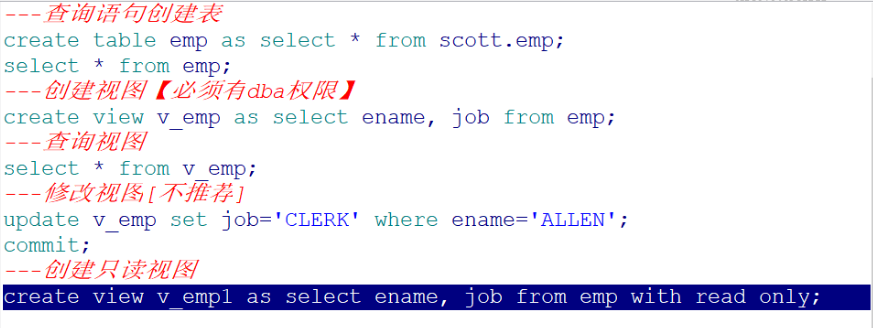 ---查询语句创建表
create table emp as select * from scott.emp;
select * from emp;
---创建视图【必须有dba权限】
create view v_emp as select ename, job from emp;
---查询视图
select * from v_emp;
---修改视图[不推荐]
update v_emp set job='CLERK' where ename='ALLEN';
commit;
---创建只读视图
create view v_emp1 as select ename, job from emp with read only;